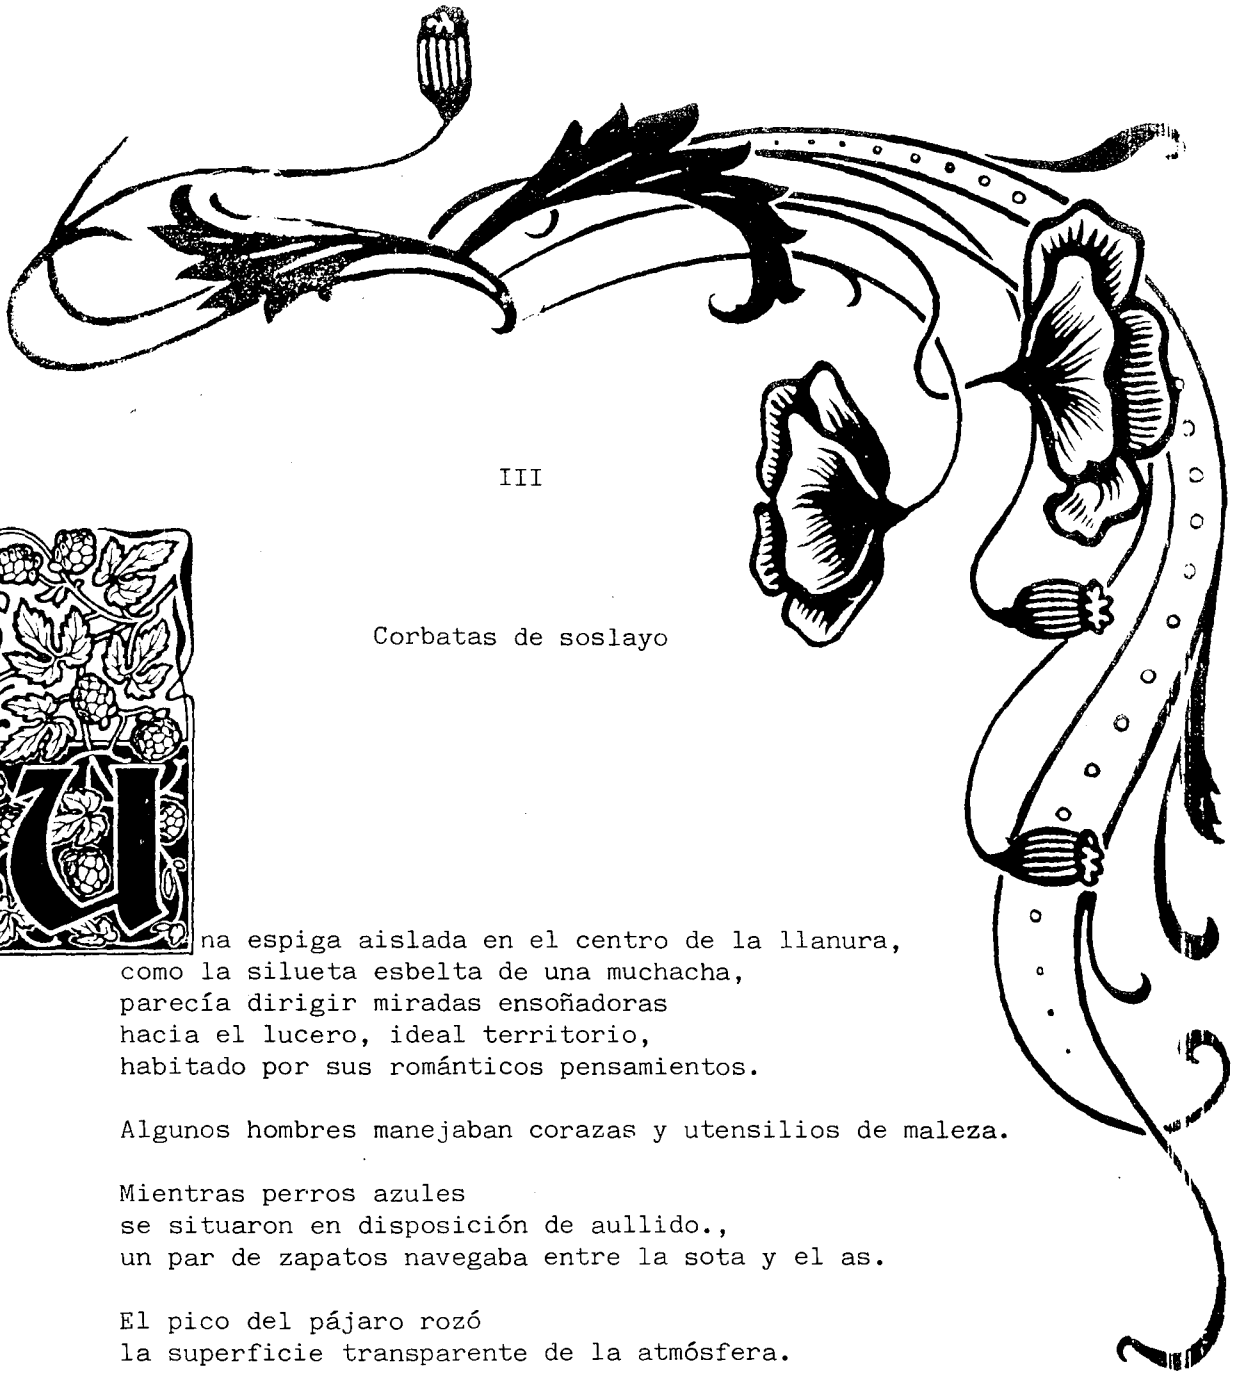 III
Corbatas de soslayo
Una espiga aislada en el centro de la llanura,
como la silueta esbelta de una muchacha,
parecía dirigir miradas ensoñadoras
hacia el lucero, ideal territorio,
habitado por sus románticos pensamientos.
Algunos hombres manejaban corazas y utensilios de maleza.
Mientras perros azules
se situaron en disposición de aullido.,
un par de zapatos navegaba entre la sota y el as.
El pico del pájaro rozó
la superficie transparente de la atmósfera.